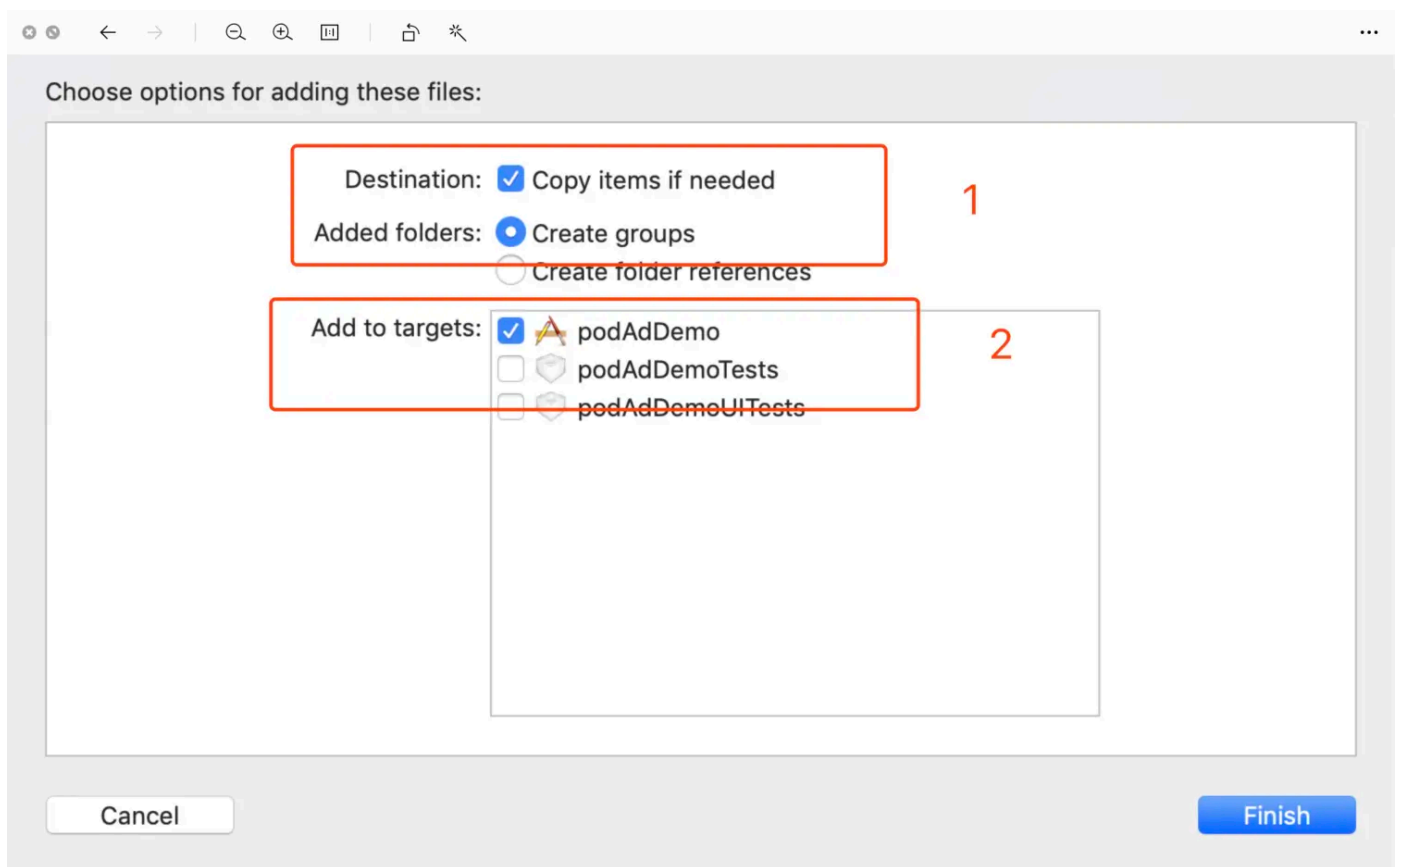 Choose options for adding these files:
Destination: Copy items if needed
1
Added folders: Create groups
Create folder references
Add to targets: podAdDemo
2
podAdDemoTests
podAdDemoUITests
Cancel
Finish